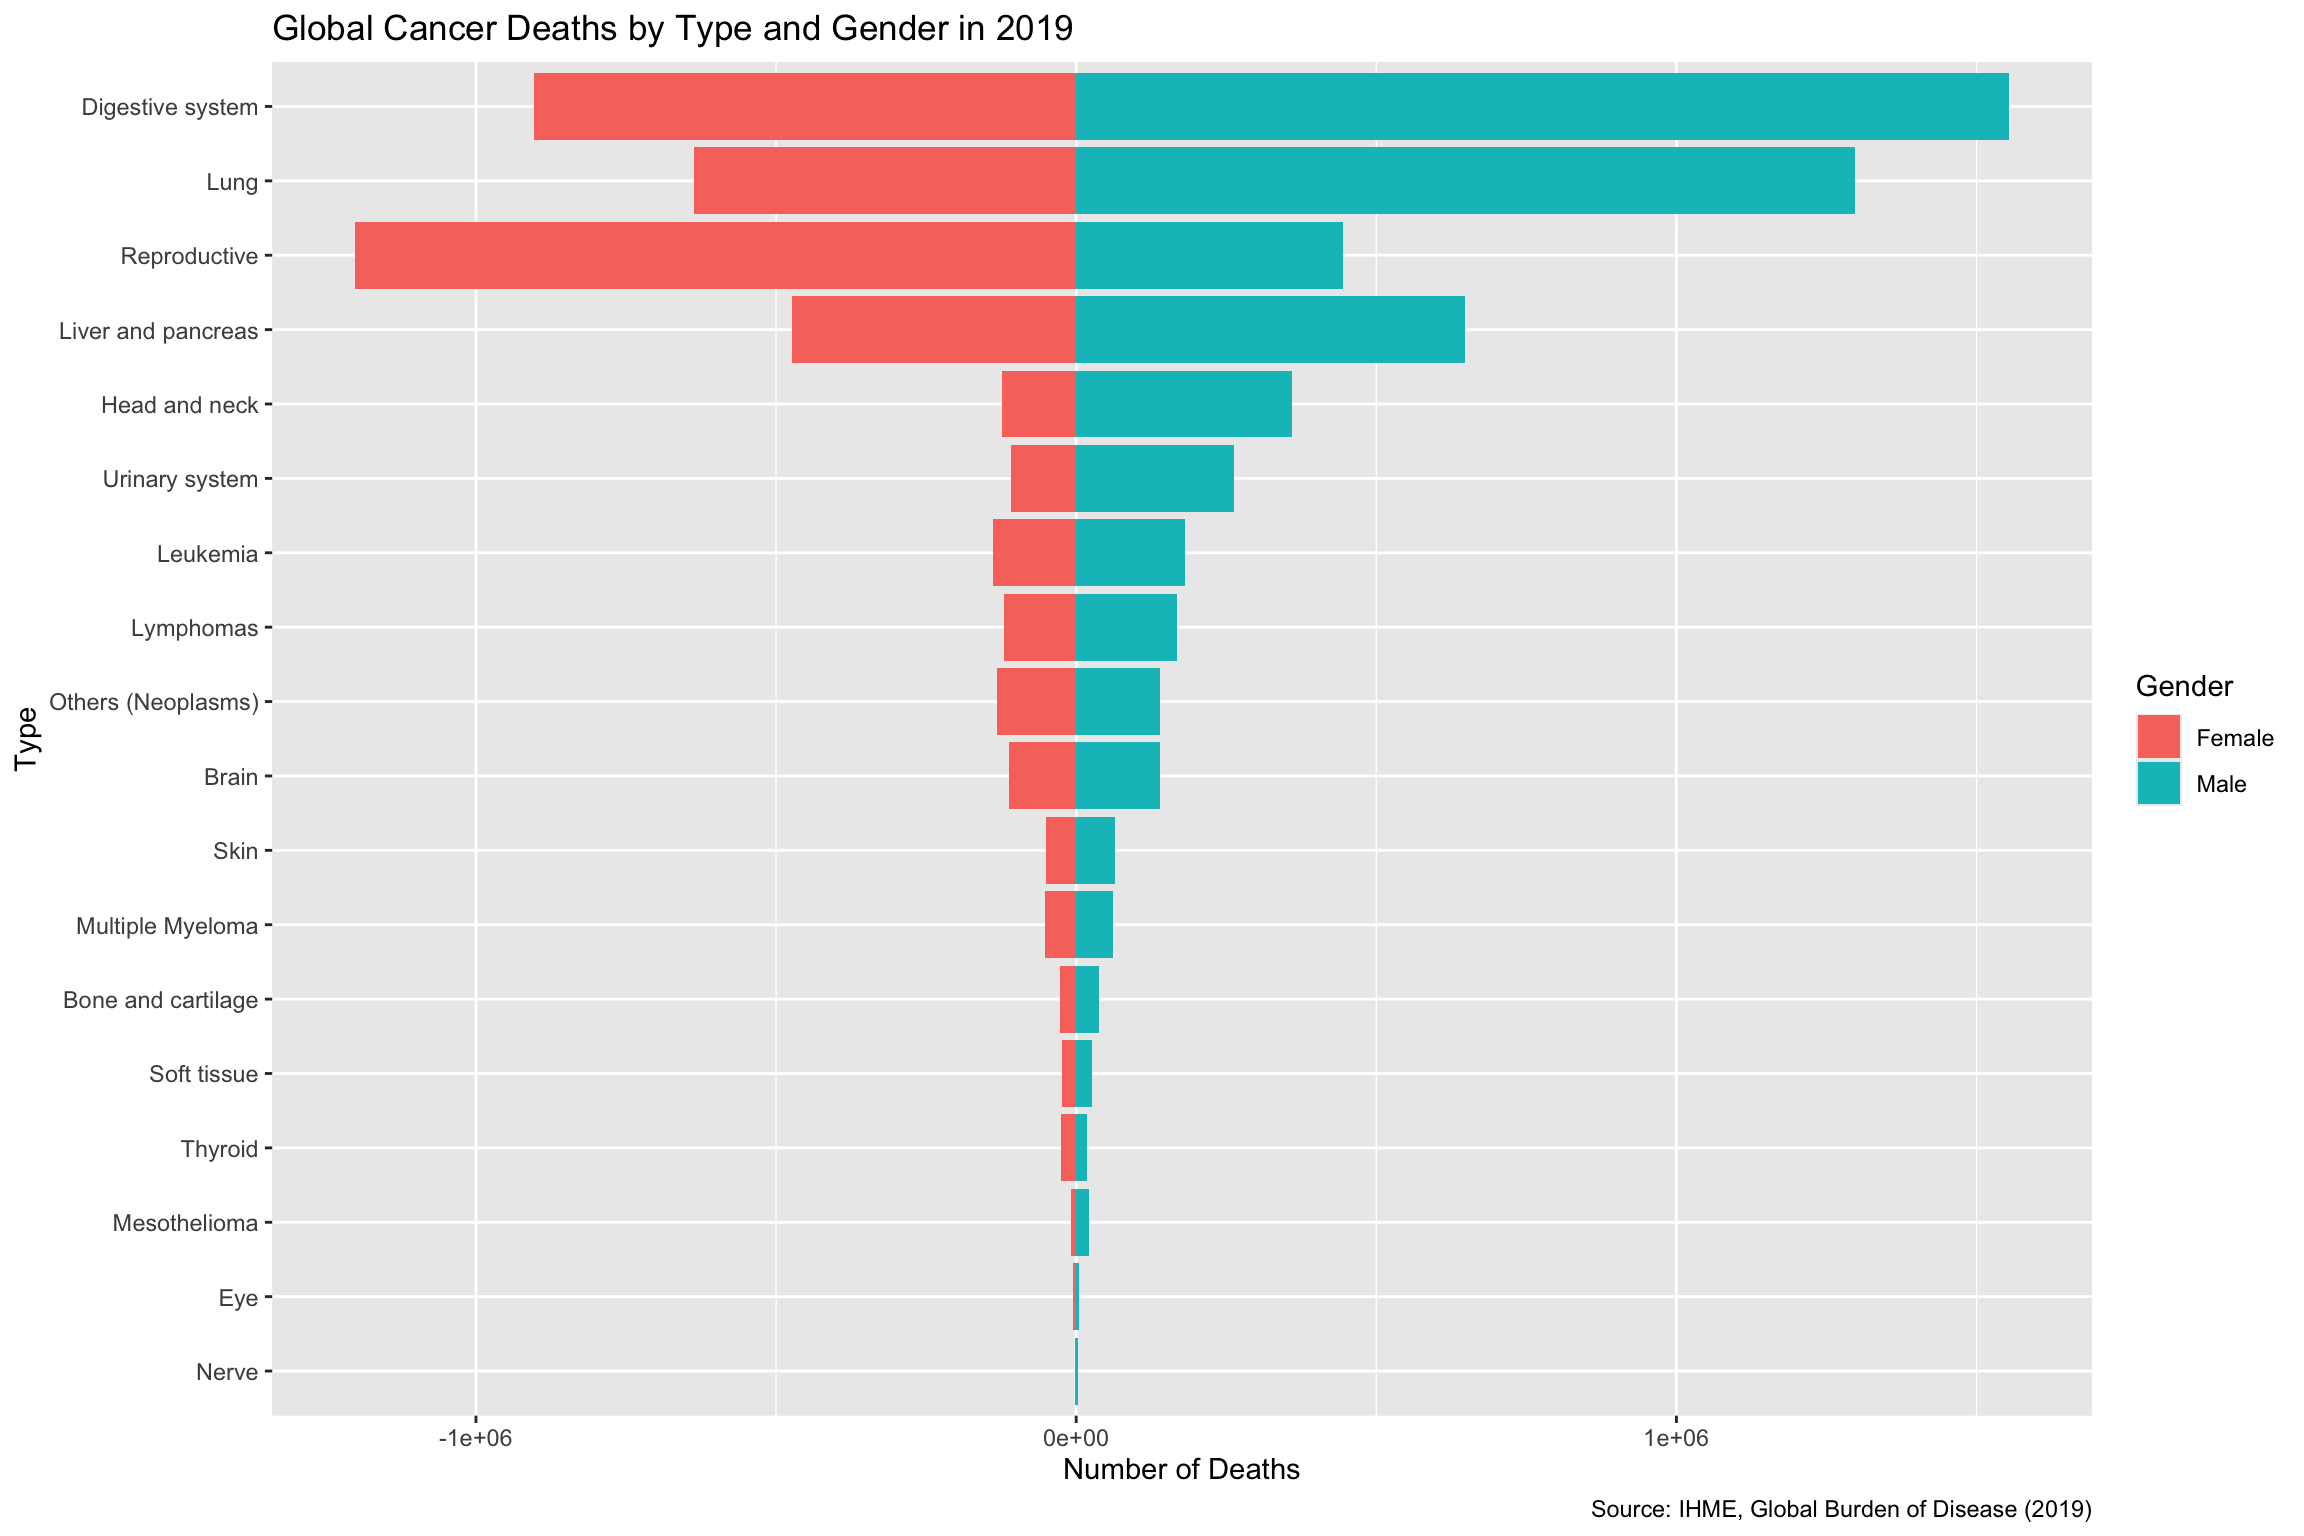 Global Cancer Deaths by Type and Gender in 2019
Type
Digestive system
Lung
Reproductive
Liver and pancreas
Head and neck
Urinary system
Leukemia
Lymphomas
Others (Neoplasms)
Brain
Skin
Multiple Myeloma
Bone and cartilage
Soft tissue
Thyroid
Mesothelioma
Eye
Nerve
-1e+06 0e+00 1e+06
Number of Deaths
Gender
Female
Male
Source: IHME, Global Burden of Disease (2019)